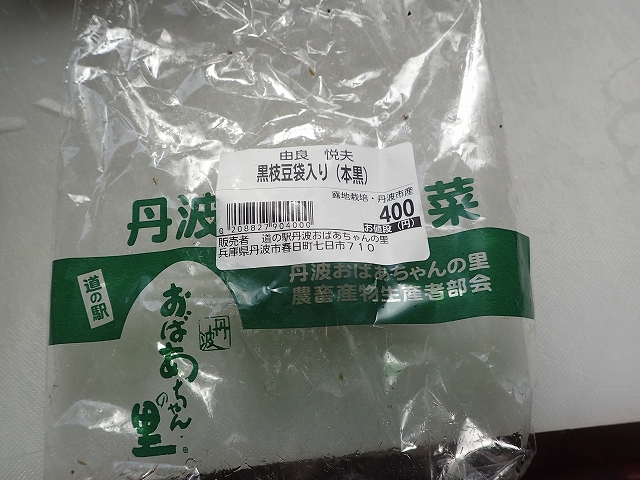 由良 悦夫
黒枝豆袋入り(本黒)
露地栽培・丹波市産
400
お値段(円)
0208827904000
販売者 道の駅丹波おばあちゃんの里
兵庫県丹波市春日町七日市710
丹波
菜
丹波おばあちゃんの里
農畜産物生産者部会
道の駅
丹波
おばあちゃんの里